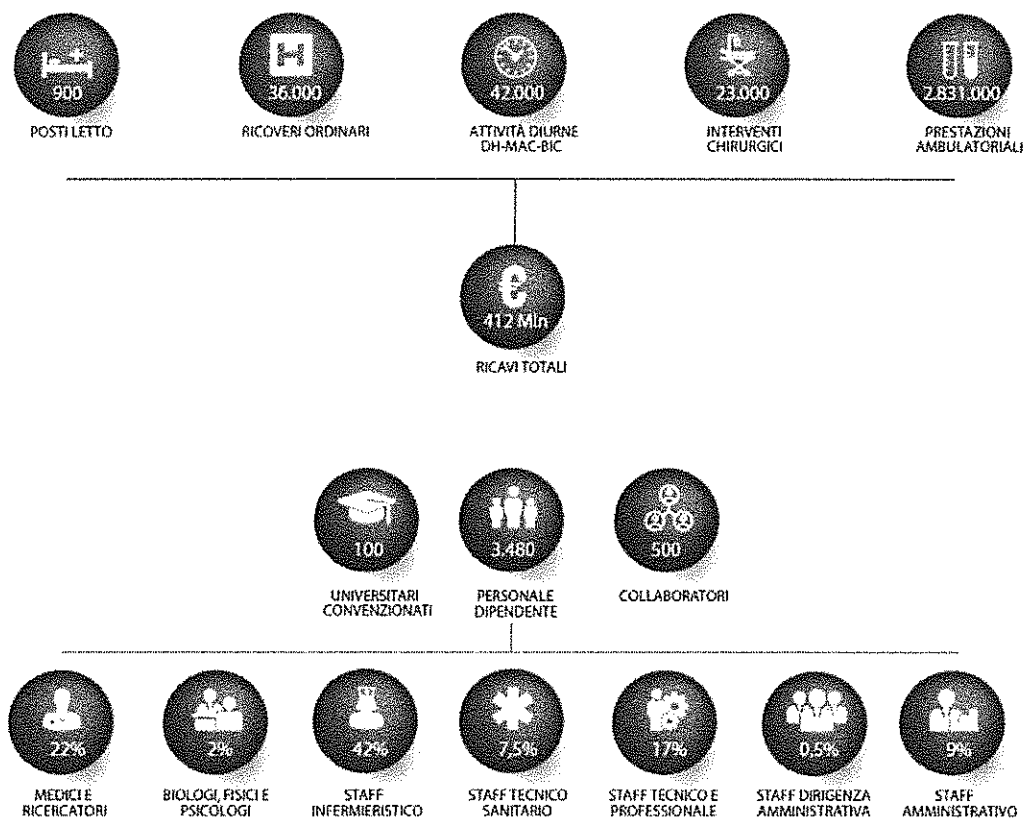 900
POSTI LETTO
36.000
RICOVERI ORDINARI
42.000
ATTIVITÀ DIURNE
DH-MAC-BIC
23.000
INTERVENTI
CHIRURGICI
2.831.000
PRESTAZIONI
AMBULATORIALI
€
412 Mln
RICAVI TOTALI
100
UNIVERSITARI
CONVENZIONATI
3.480
PERSONALE
DIPENDENTE
500
COLLABORATORI
22%
MEDICI E
RICERCATORI
2%
BIOLOGI, FISICI E
PSICOLOGI
42%
STAFF
INFERMIERISTICO
7,5%
STAFF TECNICO
SANITARIO
17%
STAFF TECNICO E
PROFESSIONALE
0,5%
STAFF DIRIGENZA
AMMINISTRATIVA
9%
STAFF
AMMINISTRATIVO